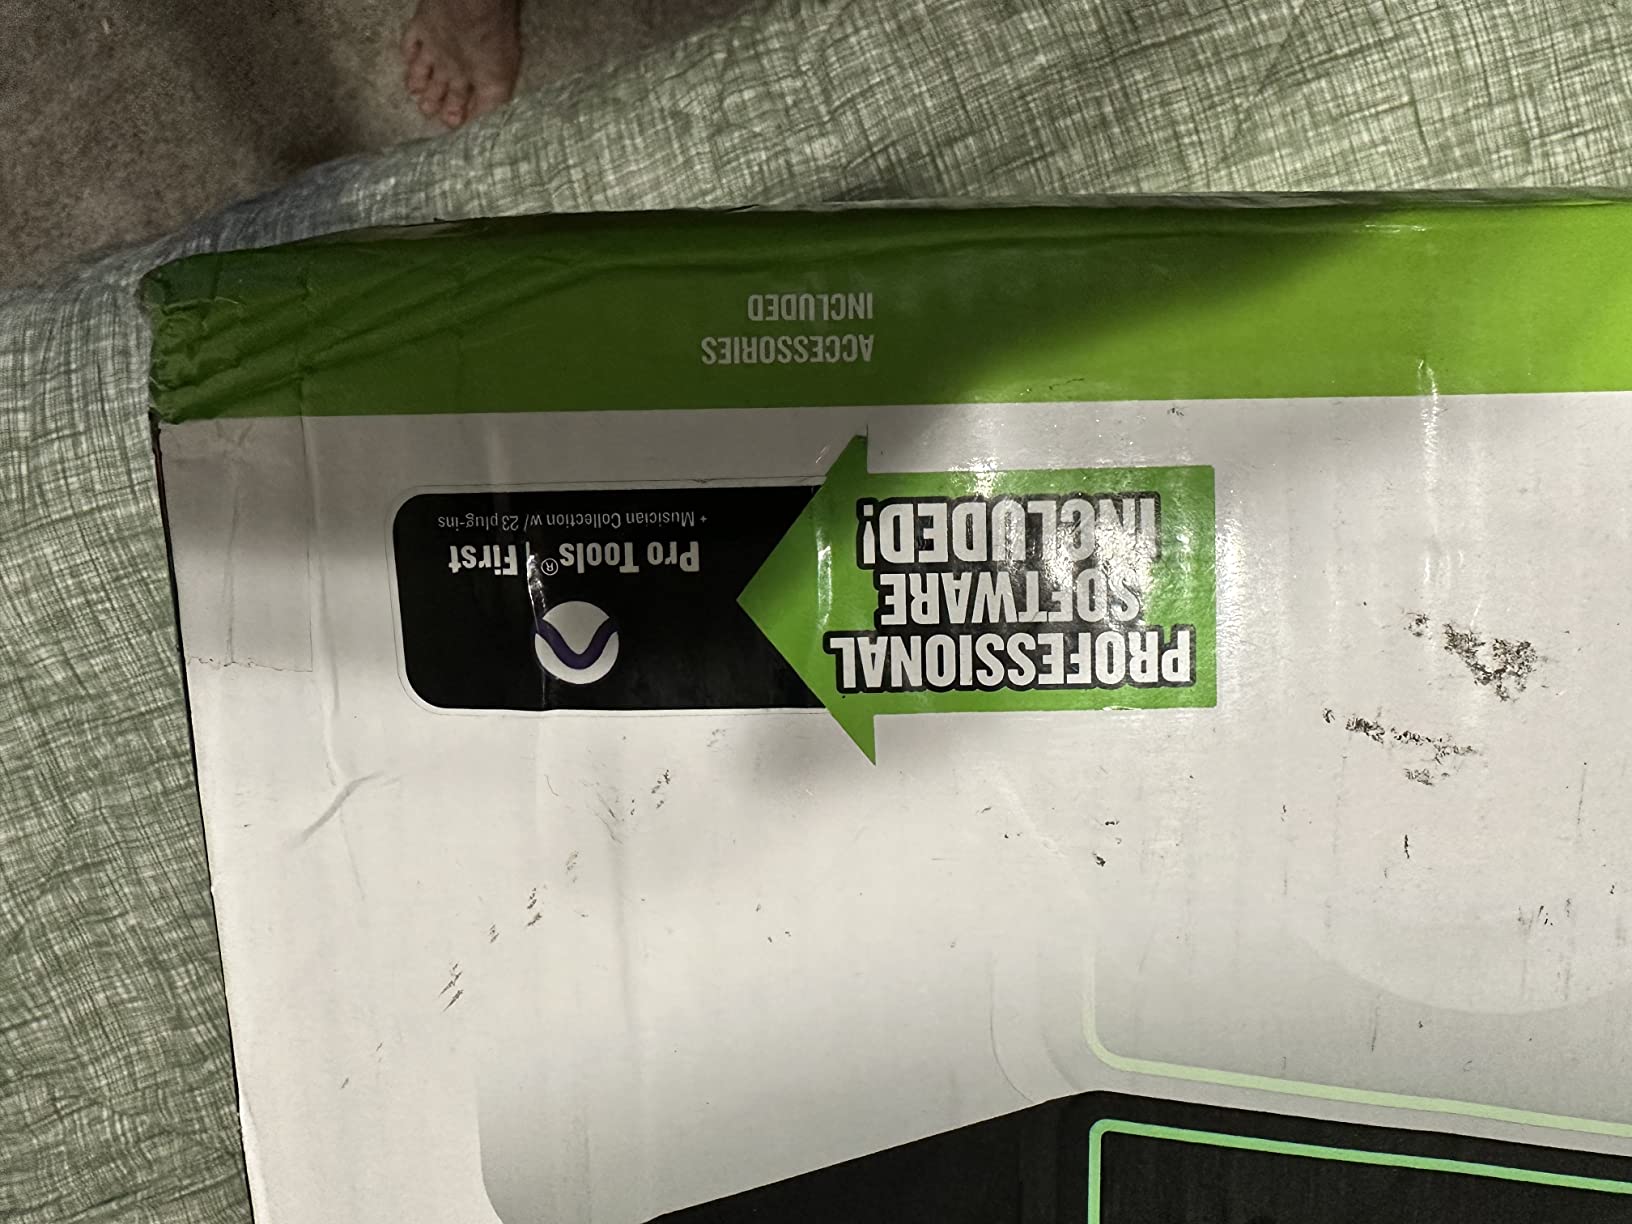 PROFESSIONAL
SOFTWARE
INCLUDED!
Pro Tools® | First
+ Musician Collection w/ 23 plug-ins
ACCESSORIES
INCLUDED